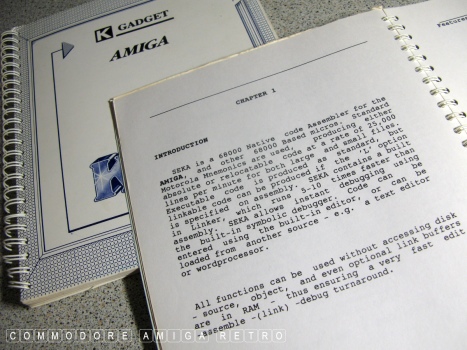 K GADGET
AMIGA
Features
CHAPTER 1
INTRODUCTION
SEKA is a 68000 Native code Assembler for the
AMIGA, and other 68000 Based micros. Standard
Motorola Mnemonics are used, producing either
absolute or relocatable code at a rate of 25,000
lines per minute for both large and small files.
Executable code is produced as standard, but
linkable code can be produced if the 'L' option
is specified on assembly. SEKA contains a built
in Linker, which runs 5-10 times faster than
assembly! SEKA allows instant debugging using
the built-in symbolic debugger. Code can be
entered using the built-in editor, or can be
loaded from another source - e.g. a text editor
or wordprocessor.
All functions can be used without accessing disk
- source, object, and even optional link buffers
are in RAM - thus ensuring a very fast edit
-assemble -(link) -debug turnaround.
COMMODORE AMIGA RETRO